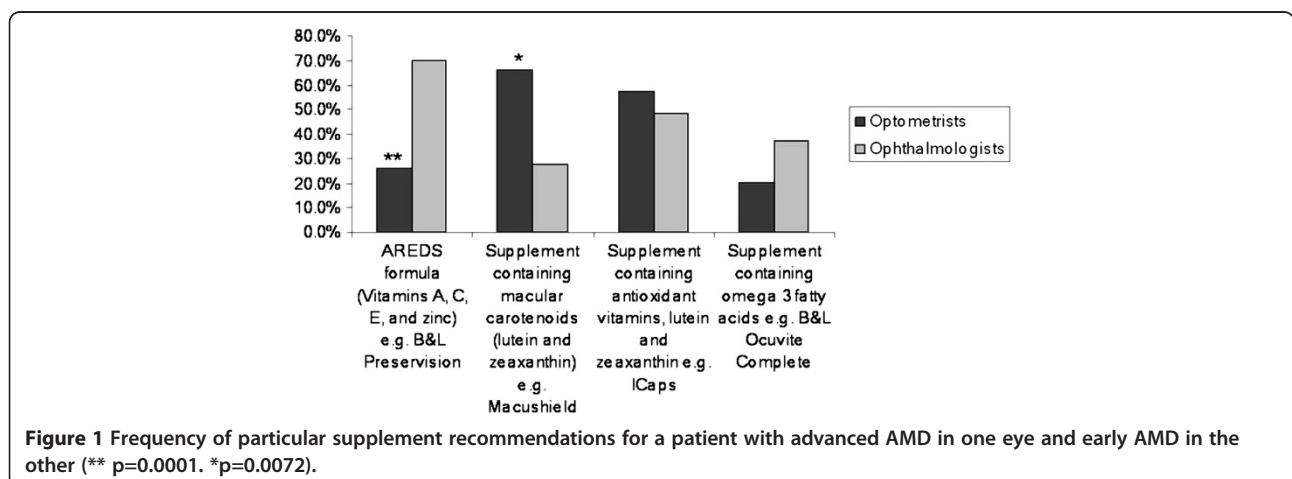 80.0%
70.0%
60.0%
50.0%
40.0%
30.0%
20.0%
10.0%
0.0%
**
*
Optometrists
Ophthalmologists
AREDS
formula
(Vitamins A, C,
E, and zinc)
e.g. B&L
Preservision
Supplement
containing
macular
carotenoids
(lutein and
zeaxanthin)
e.g.
Macushield
Supplement
containing
antioxidant
vitamins, lutein
and
zeaxanthin e.g.
ICaps
Supplement
containing
omega 3 fatty
acids e.g. B&L
Ocuvite
Complete
Figure 1 Frequency of particular supplement recommendations for a patient with advanced AMD in one eye and early AMD in the
other (** p=0.0001. *p=0.0072).